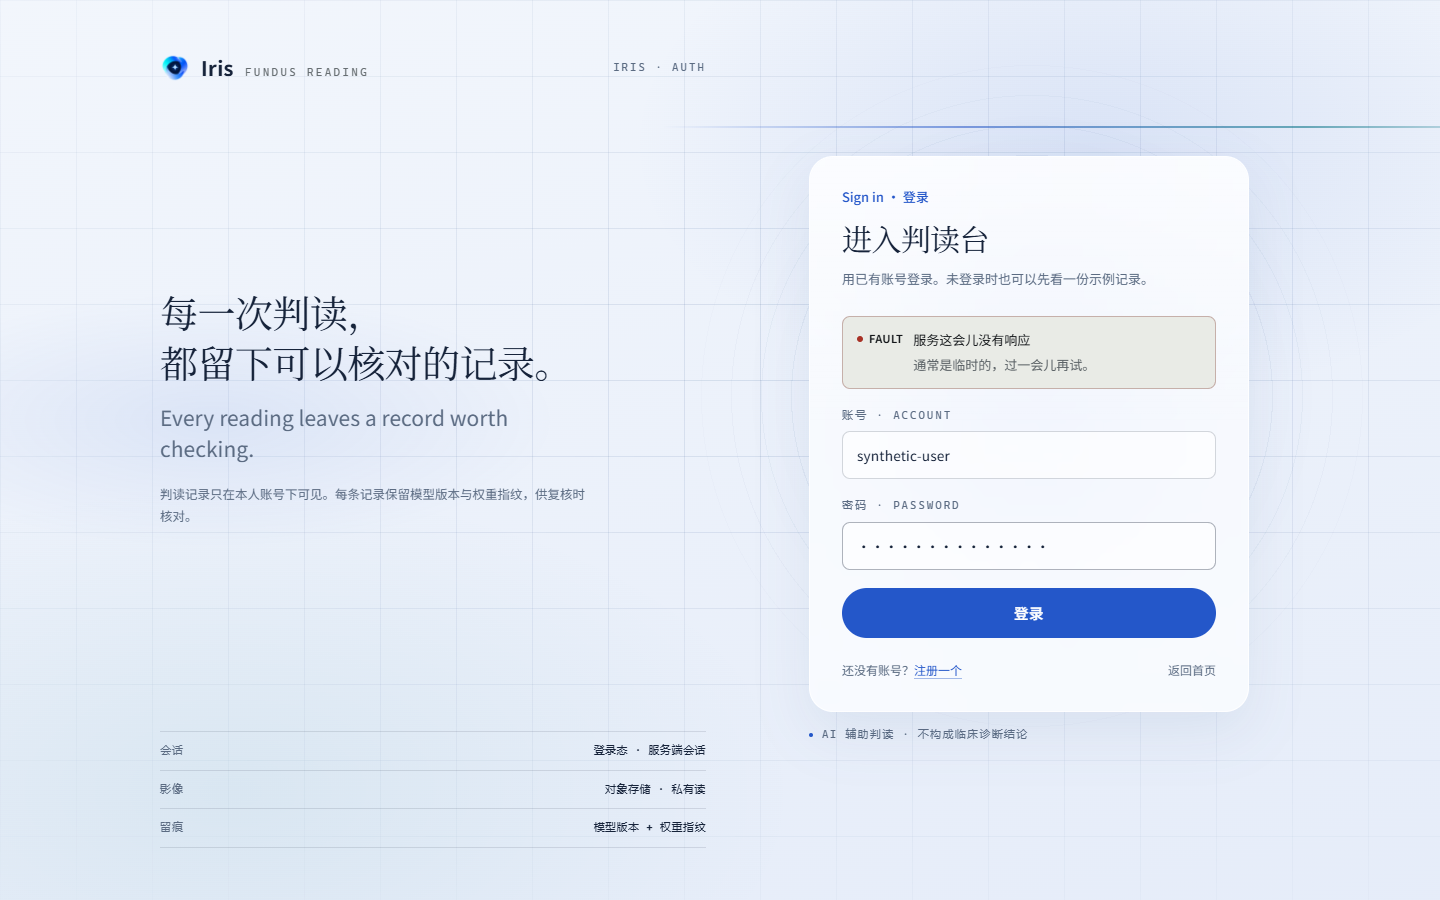 Iris FUNDUS READING
IRIS · AUTH
每一次判读，
都留下可以核对的记录。
Every reading leaves a record worth
checking.
判读记录只在本人账号下可见。每条记录保留模型版本与权重指纹，供复核时
核对。
会话 登录态 · 服务端会话
影像 对象存储 · 私有读
留痕 模型版本 + 权重指纹
Sign in · 登录
进入判读台
用已有账号登录。未登录时也可以先看一份示例记录。
FAULT 服务这会儿没有响应
通常是临时的，过一会儿再试。
账号 · ACCOUNT
synthetic-user
密码 · PASSWORD
••••••••••••••
登录
还没有账号？注册一个 返回首页
AI 辅助判读 · 不构成临床诊断结论